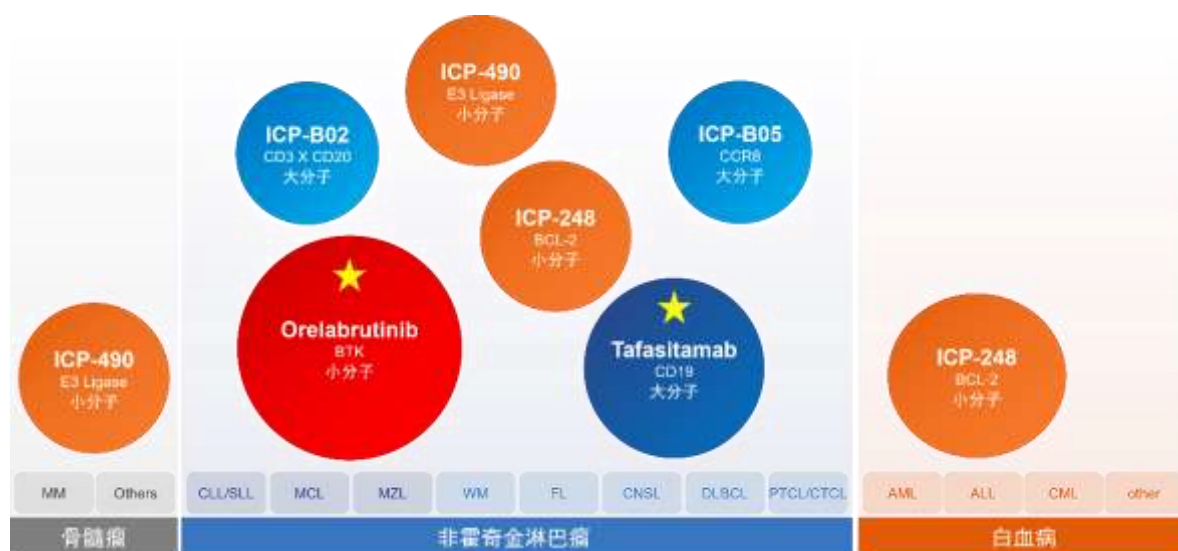 ICP-490
E3 Ligase
小分子
ICP-B02
CD3 X CD20
大分子
ICP-B05
CCR8
大分子
ICP-248
BCL-2
小分子
Orelabrutinib
BTK
小分子
Tafasitamab
CD19
大分子
ICP-490
E3 Ligase
小分子
ICP-248
BCL-2
小分子
MM
Others
CLL/SLL
MCL
MZL
WM
FL
CNSL
DLBCL
PTCL/CTCL
AML
ALL
CML
other
骨髓瘤
非霍奇金淋巴瘤
白血病